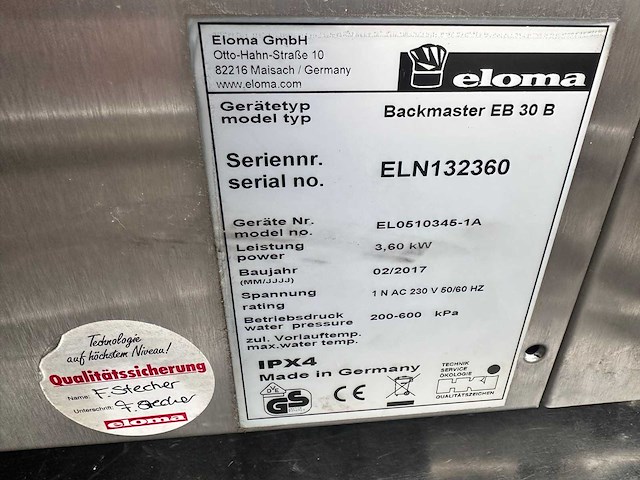 Eloma GmbH
Otto-Hahn-Straße 10
82216 Maisach / Germany
www.eloma.com
eloma
Gerätetyp
model typ
Backmaster EB 30 B
Seriennr.
serial no.
ELN132360
Geräte Nr.
model no.
EL0510345-1A
Leistung
power
3,60 kW
Baujahr
(MM/JJJJ)
02/2017
Spannung
rating
1 N AC 230 V 50/60 HZ
Betriebsdruck
water pressure
200-600 kPa
zul. Vorlauftemp.
max.water temp.
IPX4
Made in Germany
GS
CE
TECHNIK
SERVICE
ÖKOLOGIE
QUALITÄTSZEICHEN
Technologie
auf höchstem Niveau!
Qualitätssicherung
Name: F. Stecher
Unterschrift: F. Stecher
eloma